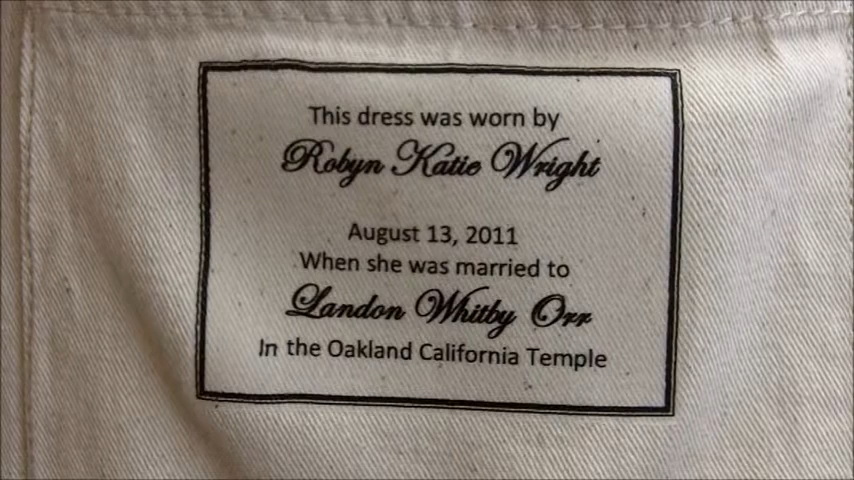 This dress was worn by
Robyn Katie Wright
August 13, 2011
When she was married to
Landon Whitby Orr
In the Oakland California Temple